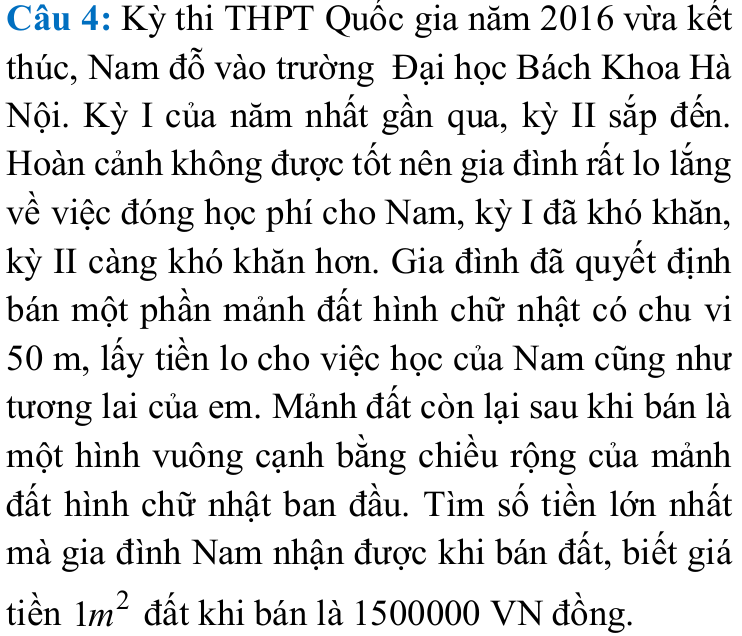 Câu 4: Kỳ thi THPT Quốc gia năm 2016 vừa kết
thúc, Nam đỗ vào trường Đại học Bách Khoa Hà
Nội. Kỳ I của năm nhất gần qua, kỳ II sắp đến.
Hoàn cảnh không được tốt nên gia đình rất lo lắng
về việc đóng học phí cho Nam, kỳ I đã khó khăn,
kỳ II càng khó khăn hơn. Gia đình đã quyết định
bán một phần mảnh đất hình chữ nhật có chu vi
50 m, lấy tiền lo cho việc học của Nam cũng như
tương lai của em. Mảnh đất còn lại sau khi bán là
một hình vuông cạnh bằng chiều rộng của mảnh
đất hình chữ nhật ban đầu. Tìm số tiền lớn nhất
mà gia đình Nam nhận được khi bán đất, biết giá
tiền 1m² đất khi bán là 1500000 VN đồng.